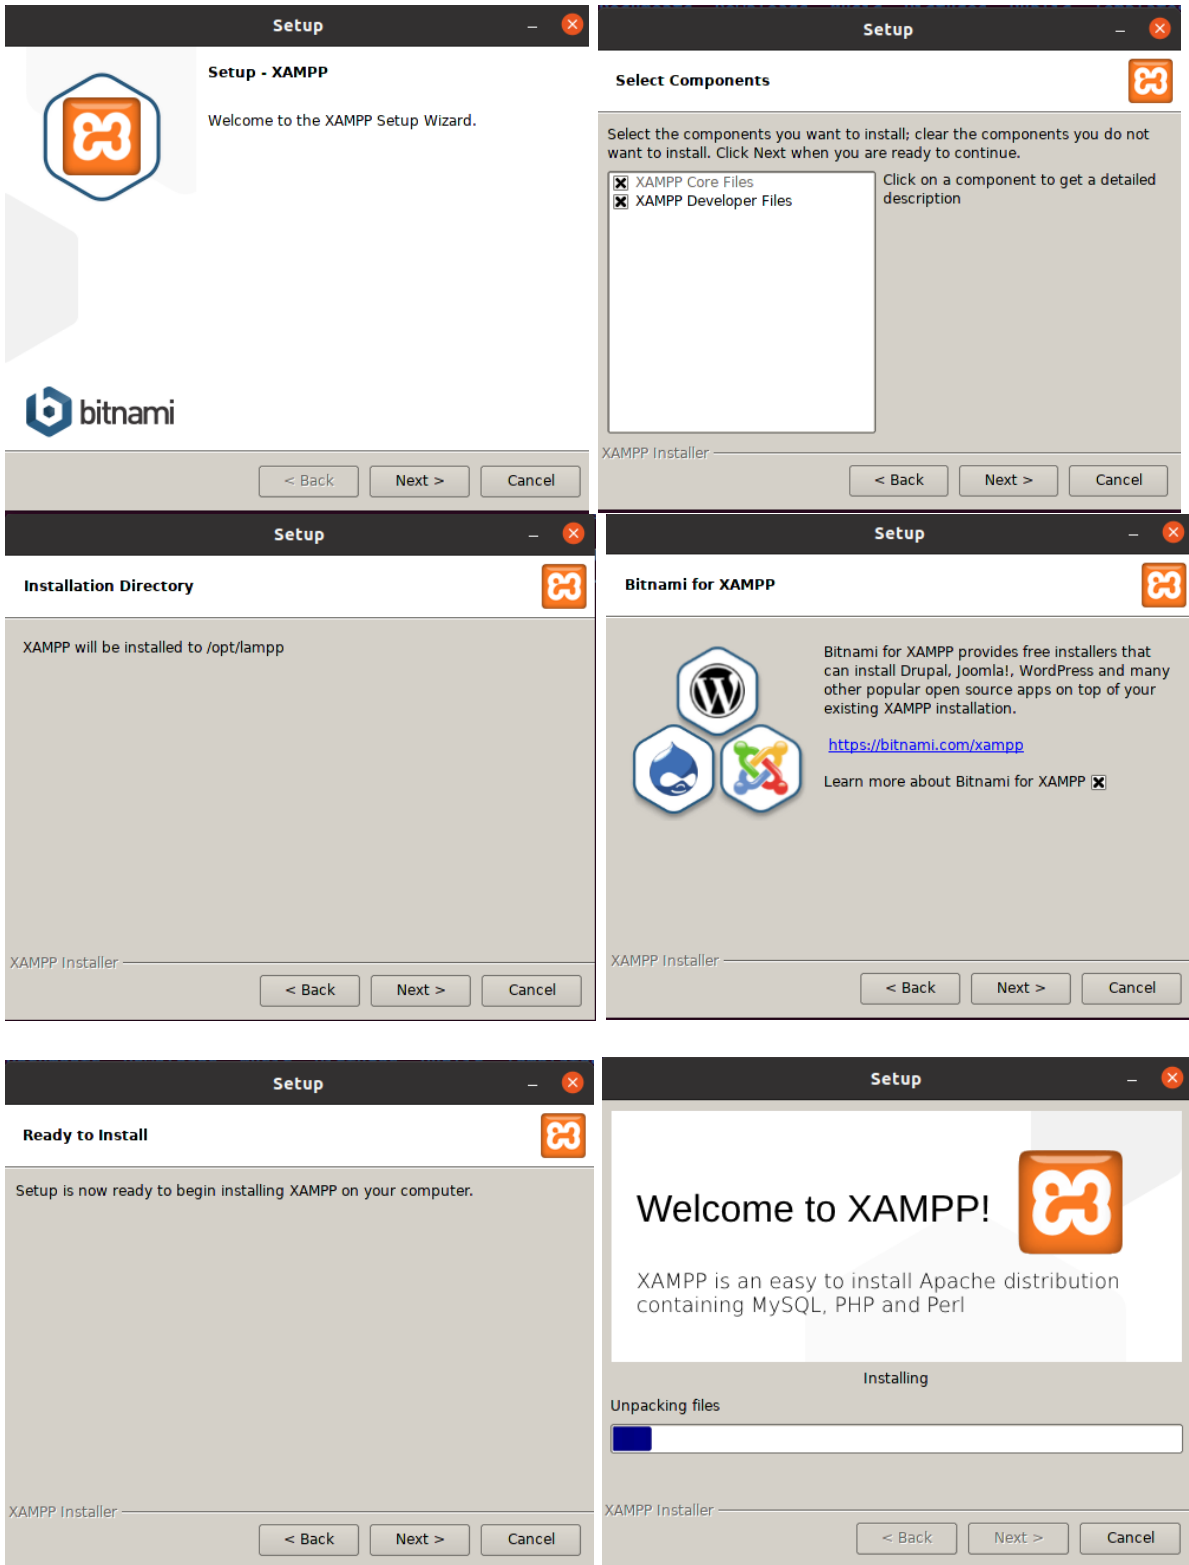 Setup
Setup - XAMPP
Welcome to the XAMPP Setup Wizard.
bitnami
< Back
Next >
Cancel
Setup
Select Components
Select the components you want to install; clear the components you do not
want to install. Click Next when you are ready to continue.
XAMPP Core Files
XAMPP Developer Files
Click on a component to get a detailed
description
XAMPP Installer
< Back
Next >
Cancel
Setup
Installation Directory
XAMPP will be installed to /opt/lampp
XAMPP Installer
< Back
Next >
Cancel
Setup
Bitnami for XAMPP
Bitnami for XAMPP provides free installers that
can install Drupal, Joomla!, WordPress and many
other popular open source apps on top of your
existing XAMPP installation.
https://bitnami.com/xampp
Learn more about Bitnami for XAMPP
XAMPP Installer
< Back
Next >
Cancel
Setup
Ready to Install
Setup is now ready to begin installing XAMPP on your computer.
XAMPP Installer
< Back
Next >
Cancel
Setup
Welcome to XAMPP!
XAMPP is an easy to install Apache distribution
containing MySQL, PHP and Perl
Installing
Unpacking files
XAMPP Installer
< Back
Next >
Cancel